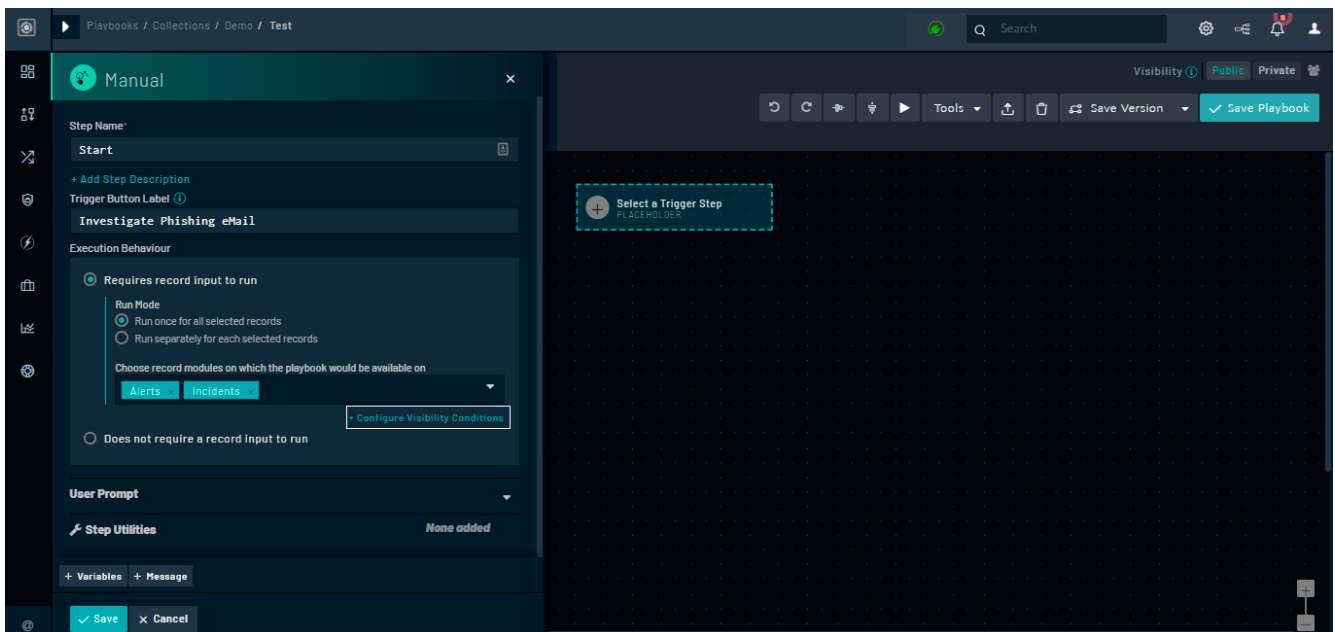 Playbooks / Collections / Demo / Test
Search
Manual
Visibility Public Private
Tools
Save Version
Save Playbook
Step Name*
Start
+ Add Step Description
Trigger Button Label
Investigate Phishing eMail
Execution Behaviour
Requires record input to run
Run Mode
Run once for all selected records
Run separately for each selected records
Choose record modules on which the playbook would be available on
Alerts × Incidents ×
+ Configure Visibility Conditions
Does not require a record input to run
User Prompt
Step Utilities
None added
+ Variables + Message
Save
× Cancel
Select a Trigger Step
PLACEHOLDER
@